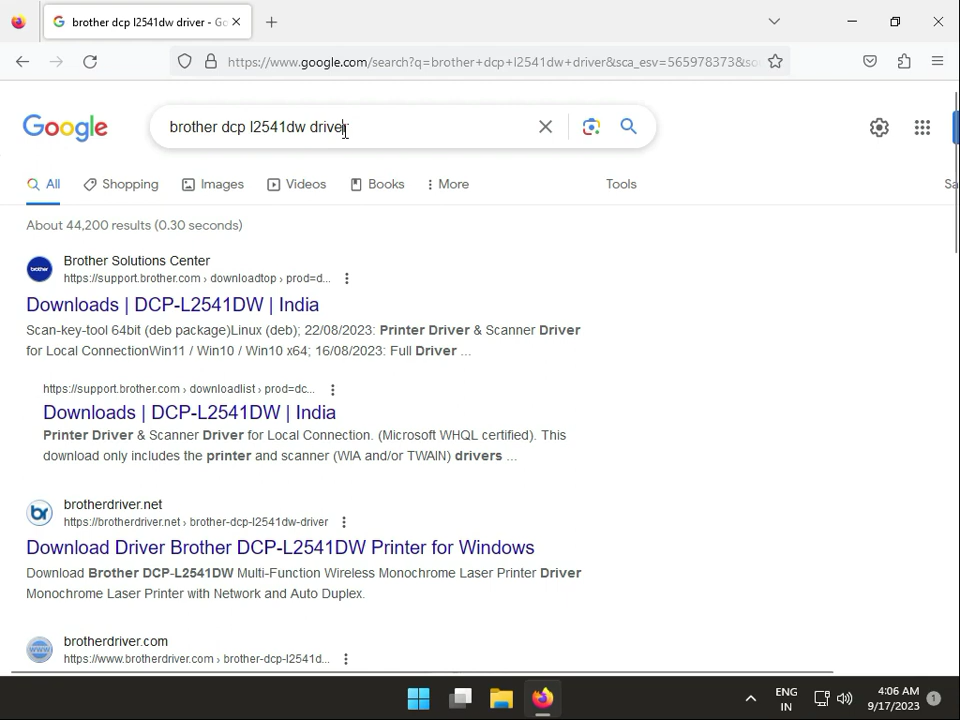 brother dcp l2541dw driver - Go
https://www.google.com/search?q=brother+dcp+l2541dw+driver&sca_esv=565978373&so
Google
brother dcp l2541dw driver
All Shopping Images Videos Books More Tools Sa
About 44,200 results (0.30 seconds)
brother
Brother Solutions Center
https://support.brother.com › downloadtop › prod=d...
Downloads | DCP-L2541DW | India
Scan-key-tool 64bit (deb package)Linux (deb); 22/08/2023: Printer Driver & Scanner Driver
for Local ConnectionWin11 / Win10 / Win10 x64; 16/08/2023: Full Driver ...
https://support.brother.com › downloadlist › prod=dc...
Downloads | DCP-L2541DW | India
Printer Driver & Scanner Driver for Local Connection. (Microsoft WHQL certified). This
download only includes the printer and scanner (WIA and/or TWAIN) drivers ...
br
brotherdriver.net
https://brotherdriver.net › brother-dcp-l2541dw-driver
Download Driver Brother DCP-L2541DW Printer for Windows
Download Brother DCP-L2541DW Multi-Function Wireless Monochrome Laser Printer Driver
Monochrome Laser Printer with Network and Auto Duplex.
www
brotherdriver.com
https://www.brotherdriver.com › brother-dcp-l2541d...
ENG
IN
4:06 AM
9/17/2023
1